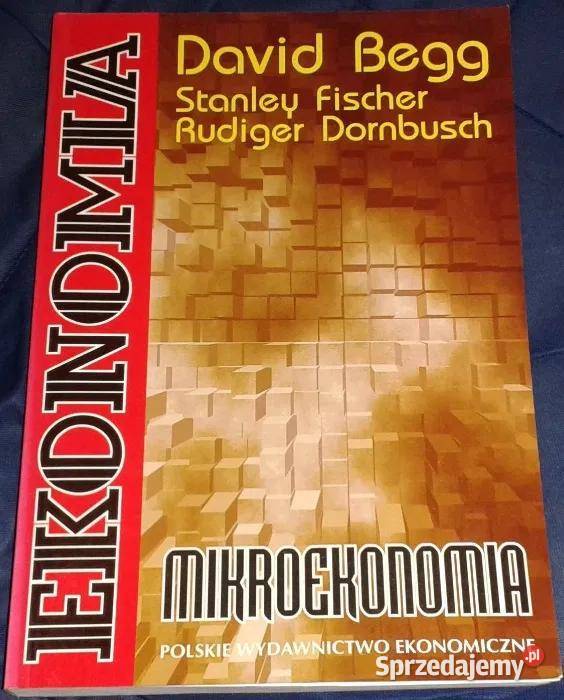 EKONOMIA
David Begg
Stanley Fischer
Rudiger Dornbusch
MIKROEKONOMIA
POLSKIE WYDAWNICTWO EKONOMICZNE
Sprzedajemy.pl